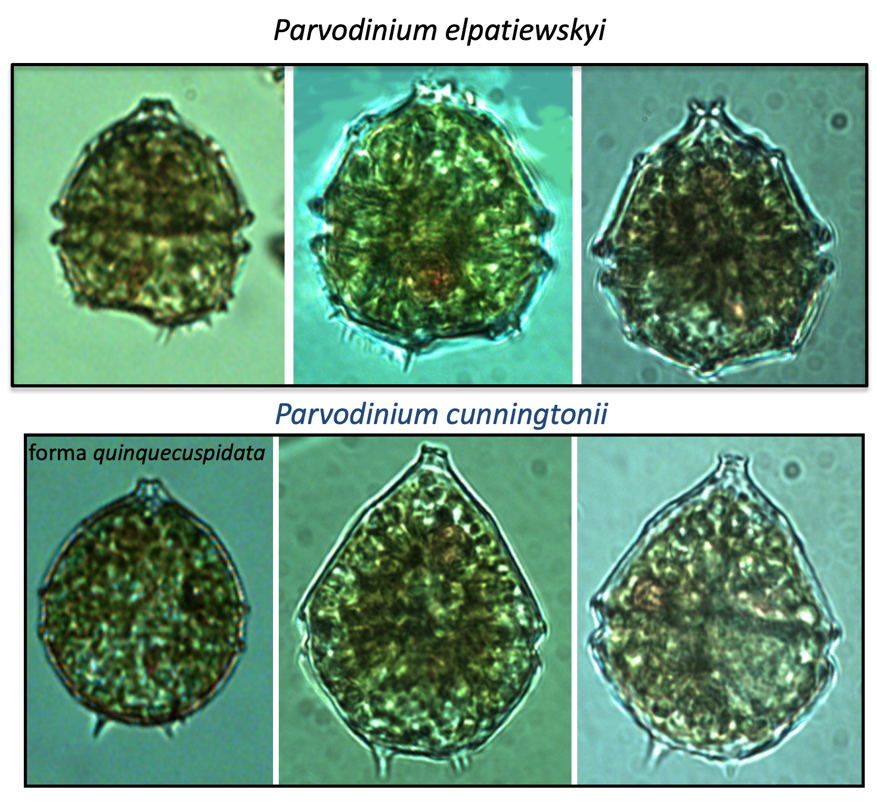 Parvodinium elpatiewskyi
Parvodinium cunningtonii
forma quinquecuspidata